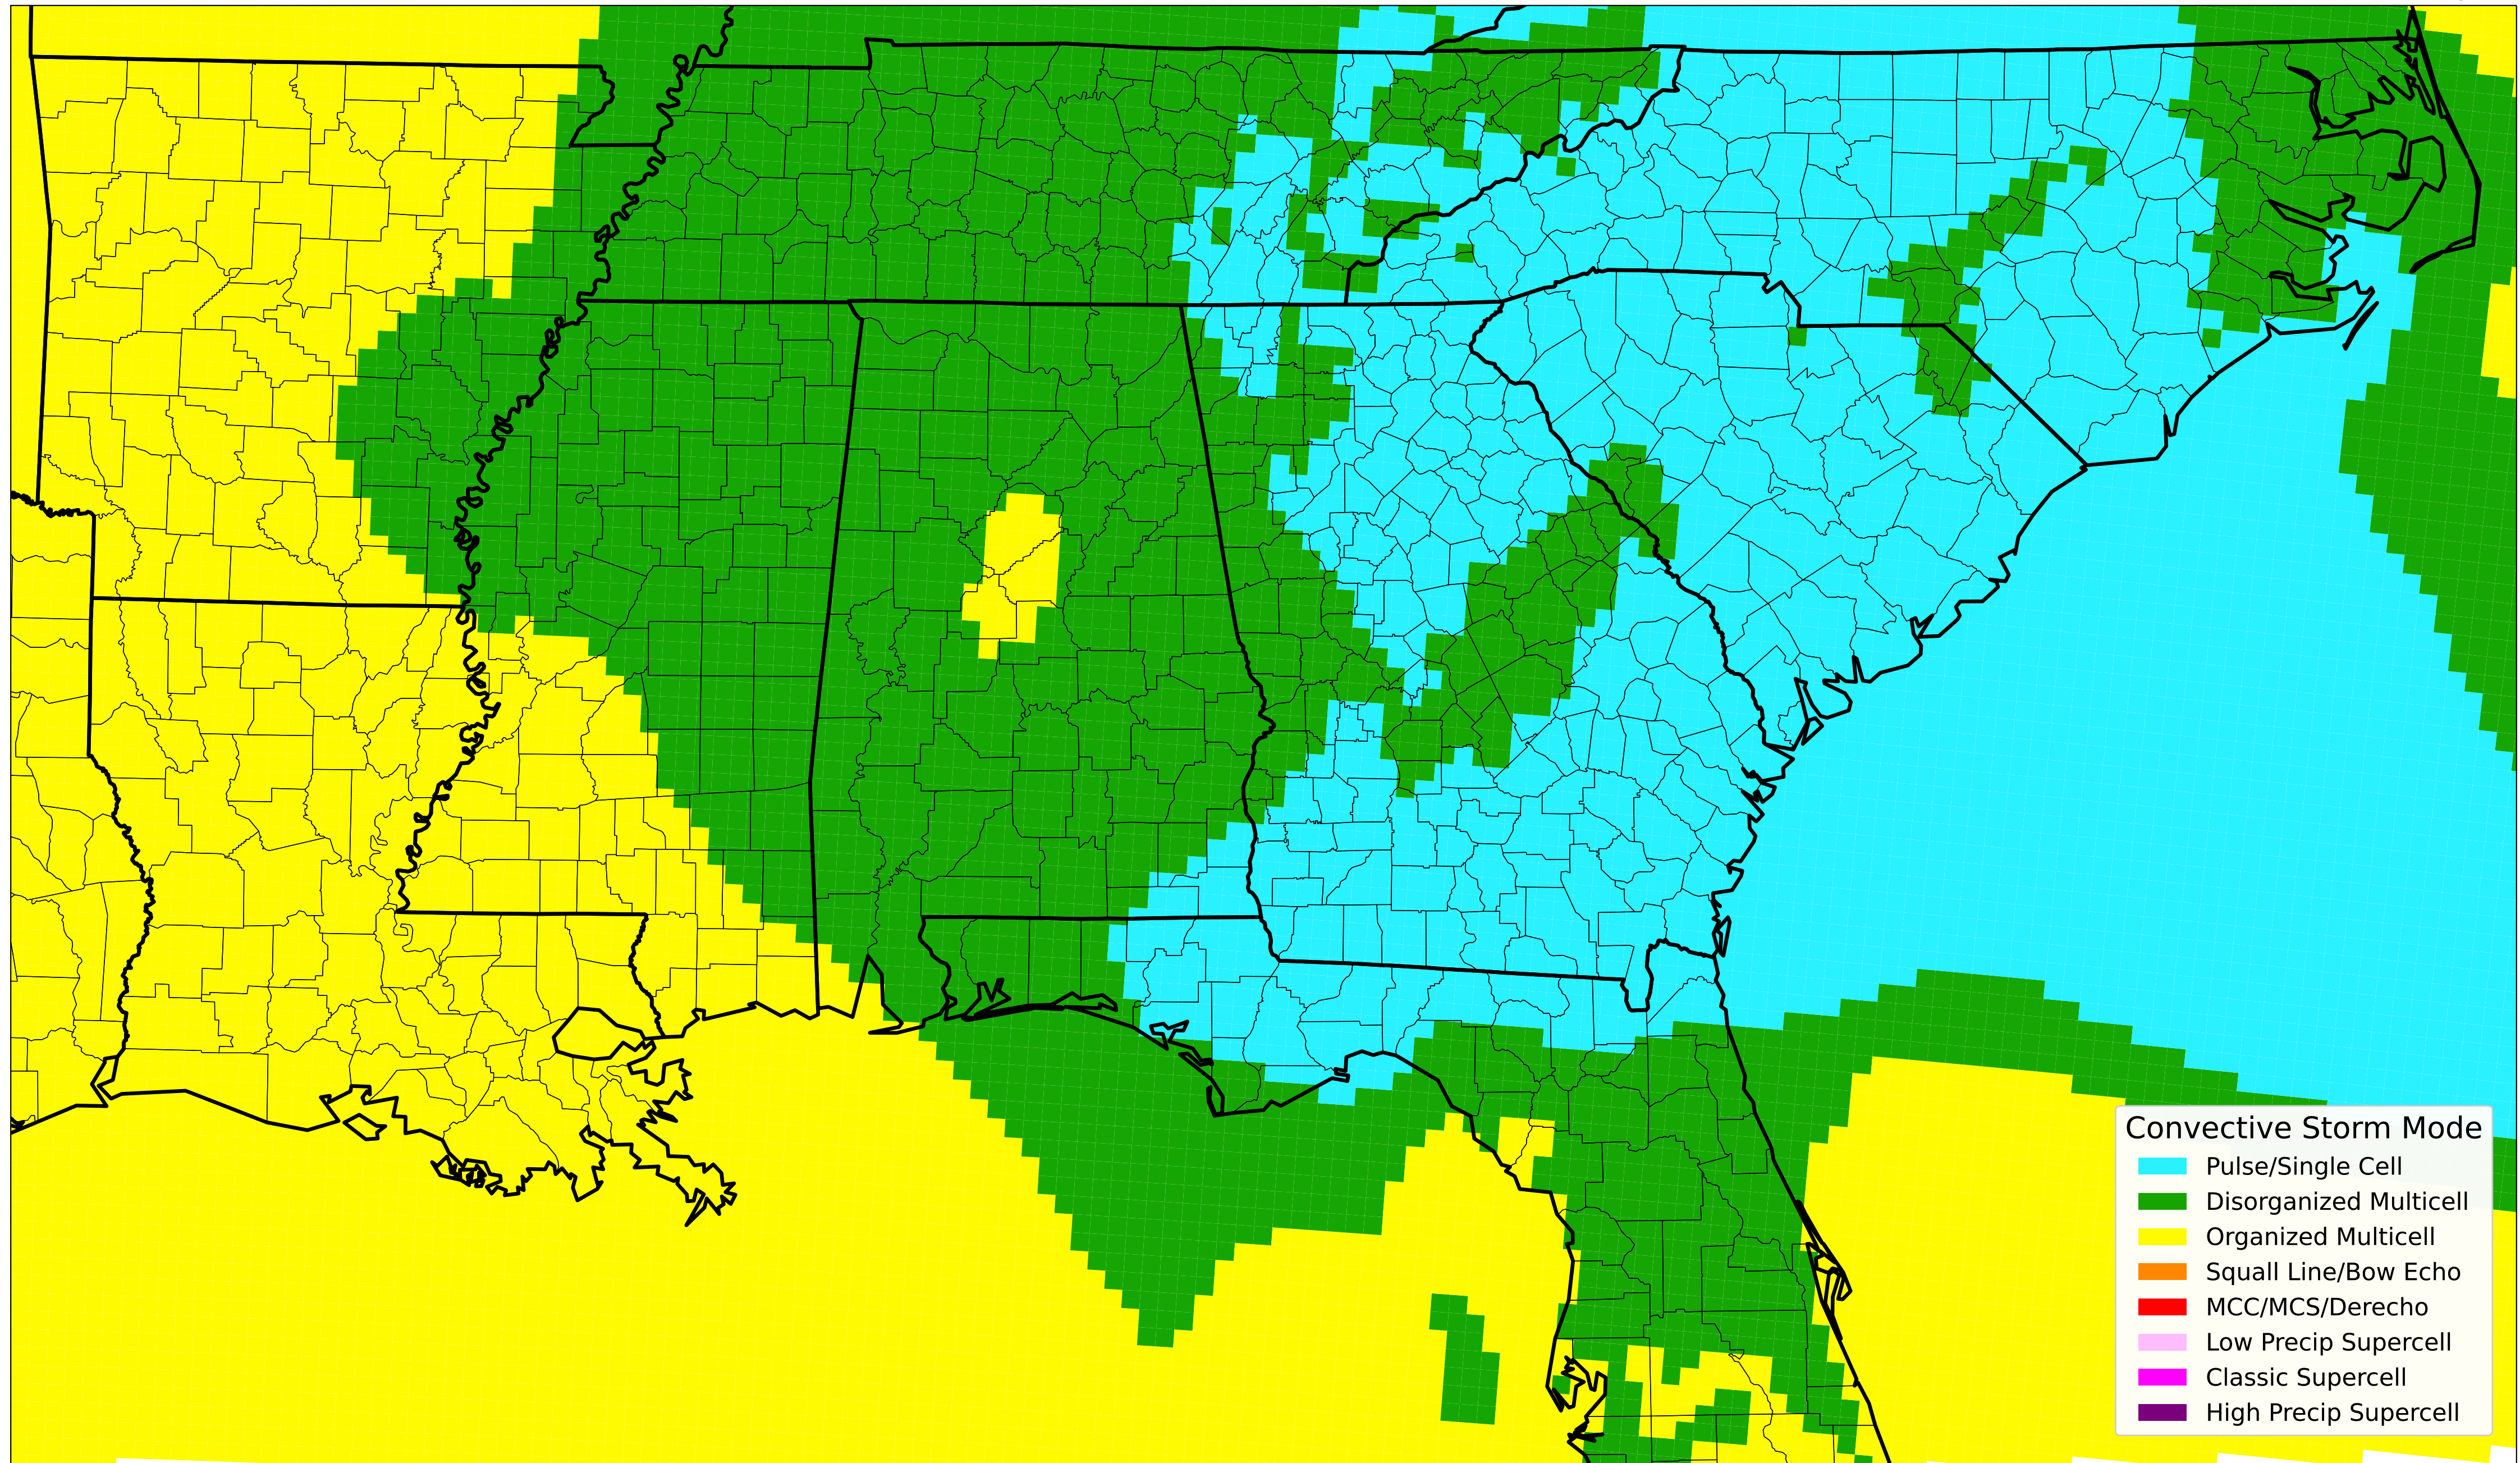 Convective Storm Mode
Pulse/Single Cell
Disorganized Multicell
Organized Multicell
Squall Line/Bow Echo
MCC/MCS/Derecho
Low Precip Supercell
Classic Supercell
High Precip Supercell